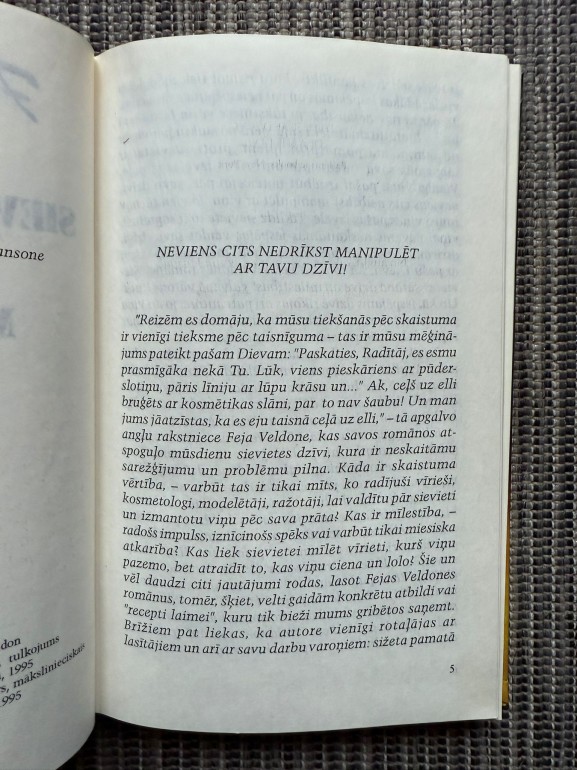 SIEV
nsone
NEVIENS CITS NEDRĪKST MANIPULĒT
AR TAVU DZĪVI!
"Reizēm es domāju, ka mūsu tiekšanās pēc skaistuma
ir vienīgi tieksme pēc taisnīguma – tas ir mūsu mēģinā-
jums pateikt pašam Dievam: "Paskaties, Radītāj, es esmu
prasmīgāka nekā Tu. Lūk, viens pieskāriens ar pūder-
slotiņu, pāris līniju ar lūpu krāsu un..." Ak, ceļš uz elli
bruģēts ar kosmētikas slāni, par to nav šaubu! Un man
jums jāatzīstas, ka es eju taisnā ceļā uz elli," – tā apgalvo
angļu rakstniece Feja Veldone, kas savos romānos at-
spoguļo mūsdienu sievietes dzīvi, kura ir neskaitāmu
sarežģījumu un problēmu pilna. Kāda ir skaistuma
vērtība, – varbūt tas ir tikai mīts, ko radījuši vīrieši,
kosmetologi, modelētāji, ražotāji, lai valdītu pār sievieti
un izmantotu viņu pēc sava prāta? Kas ir mīlestība, –
radošs impulss, iznīcinošs spēks vai varbūt tikai miesiska
atkarība? Kas liek sievietei mīlēt vīrieti, kurš viņu
pazemo, bet atraidīt to, kas viņu ciena un lolo! Šie un
vēl daudzi citi jautājumi rodas, lasot Fejas Veldones
romānus, tomēr, šķiet, velti gaidām konkrētu atbildi vai
"recepti laimei", kuru tik bieži mums gribētos saņemt.
Brīžiem pat liekas, ka autore vienīgi rotaļājas ar
lasītājiem un arī ar savu darbu varoņiem: sižeta pamatā
5
don
tulkojums
, 1995
s, mākslinieciskais
1995